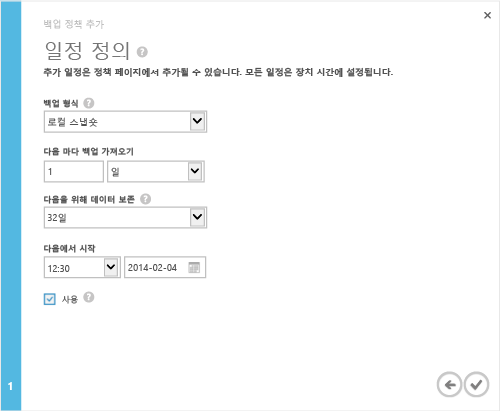 백업 정책 추가
일정 정의 ?
추가 일정은 정책 페이지에서 추가될 수 있습니다. 모든 일정은 장치 시간에 설정됩니다.
백업 형식 ?
로컬 스냅숏
다음 마다 백업 가져오기
1 일
다음을 위해 데이터 보존 ?
32일
다음에서 시작
12:30 2014-02-04
사용 ?
1